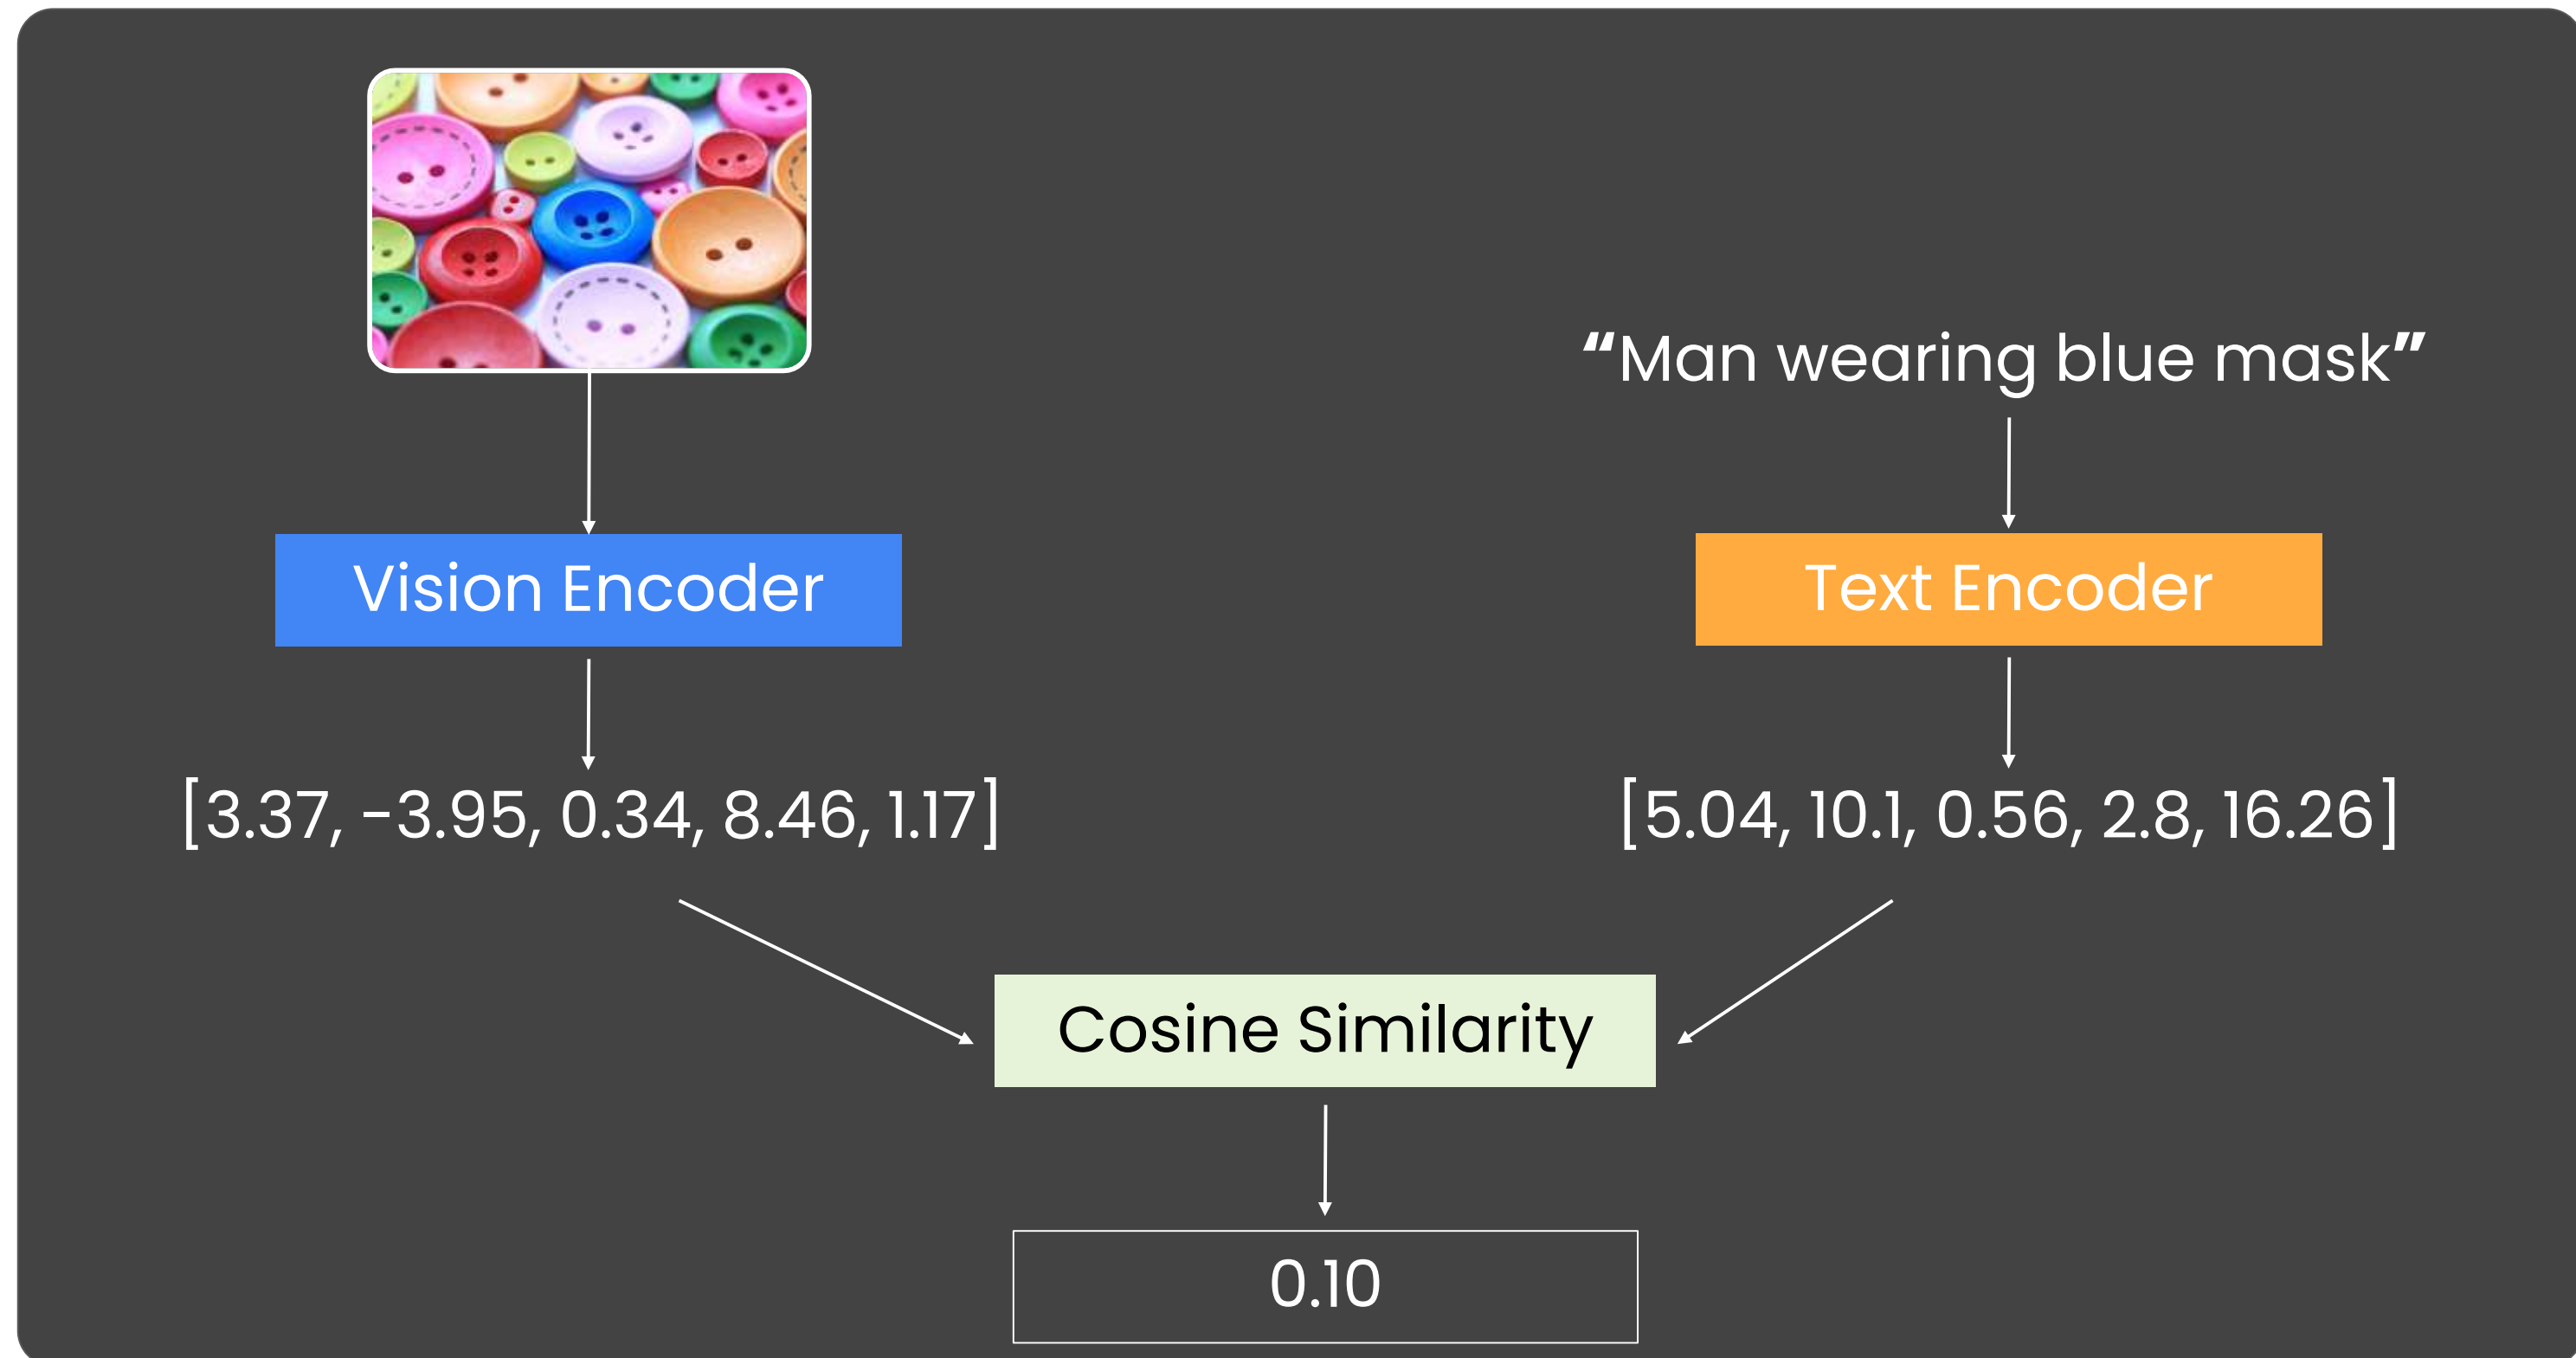 “Man wearing blue mask”
Vision Encoder
Text Encoder
[3.37, -3.95, 0.34, 8.46, 1.17]
[5.04, 10.1, 0.56, 2.8, 16.26]
Cosine Similarity
0.10